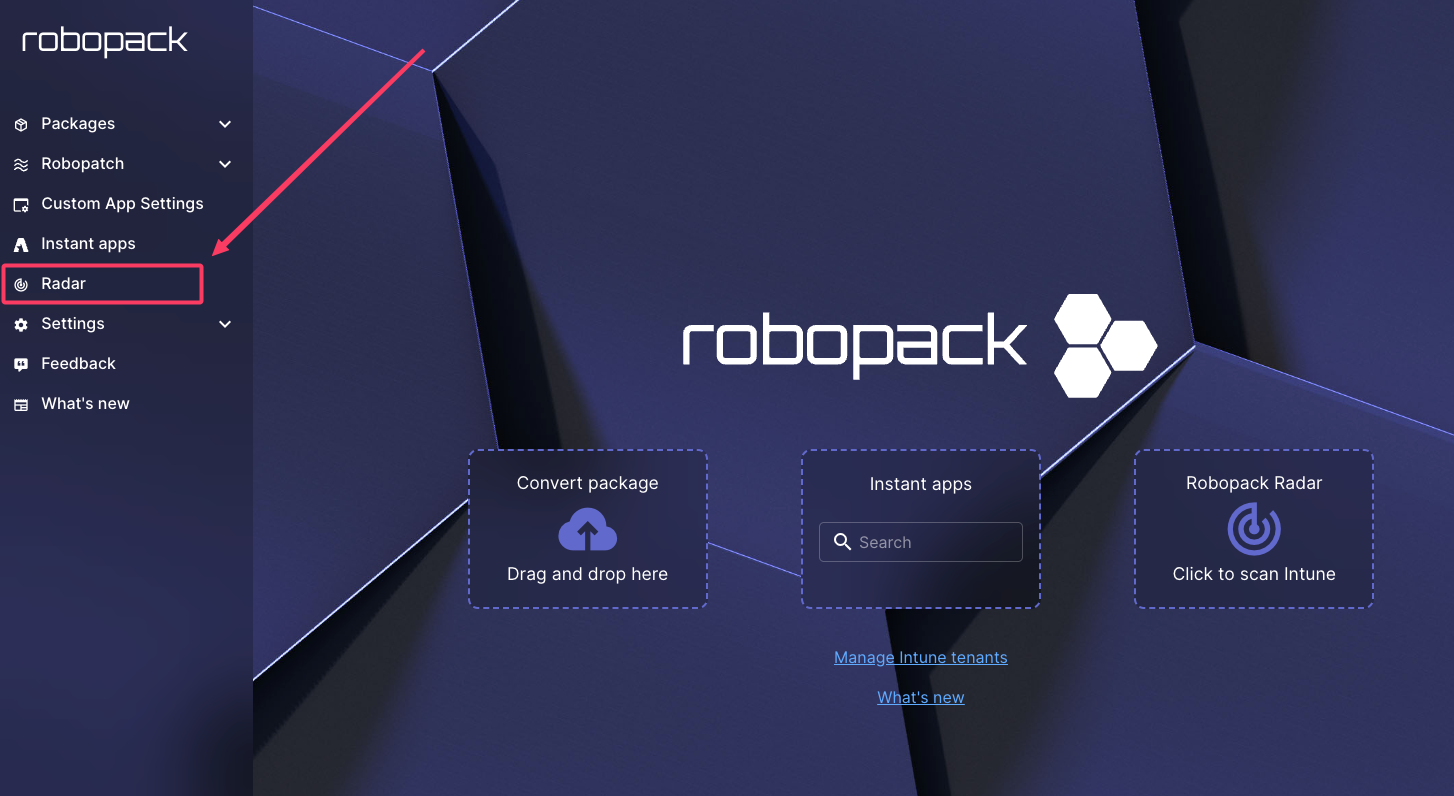 robopack
Packages
Robopatch
Custom App Settings
Instant apps
Radar
Settings
Feedback
What's new
robopack
Convert package
Drag and drop here
Instant apps
Search
Robopack Radar
Click to scan Intune
Manage Intune tenants
What's new